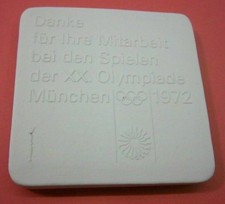 Danke
für Ihre Mitarbeit
bei den Spielen
der XX. Olympiade
München 1972